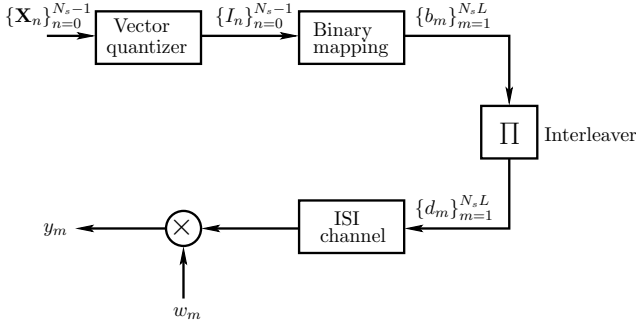 {X_n}_{n=0}^{N_s-1}
Vector
quantizer
{I_n}_{n=0}^{N_s-1}
Binary
mapping
{b_m}_{m=1}^{N_sL}
∏
Interleaver
{d_m}_{m=1}^{N_sL}
ISI
channel
×
y_m
w_m